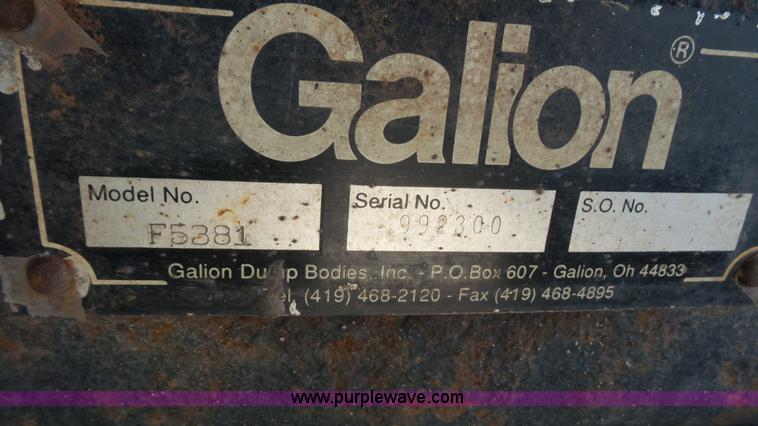 Galion®
Model No. Serial No. S.O. No.
F5381 992300
Galion Dump Bodies, Inc. - P.O.Box 607 - Galion, Oh 44833
(419) 468-2120 - Fax (419) 468-4895
www.purplewave.com